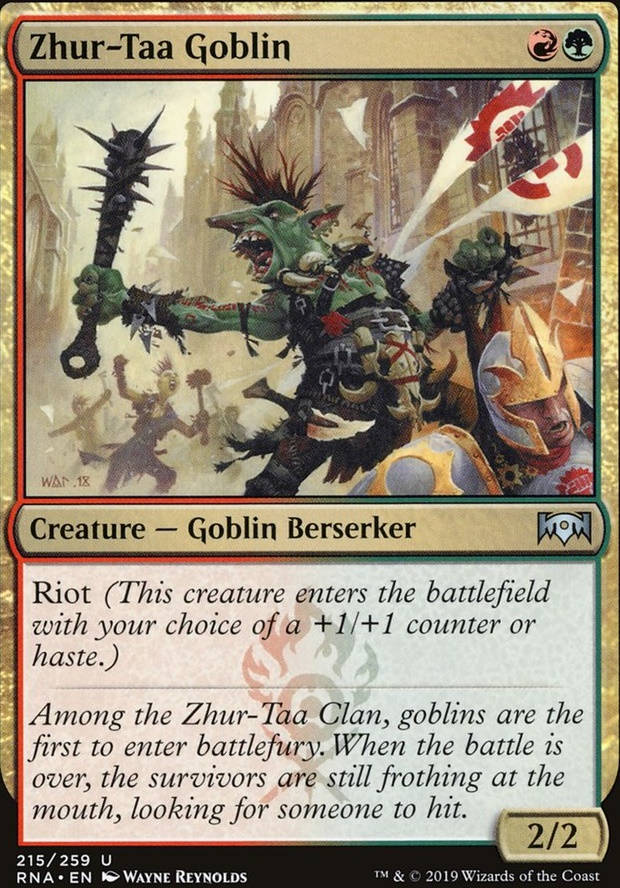 Zhur-Taa Goblin
WAR .18
Creature — Goblin Berserker
Riot (This creature enters the battlefield
with your choice of a +1/+1 counter or
haste.)
Among the Zhur-Taa Clan, goblins are the
first to enter battlefury. When the battle is
over, the survivors are still frothing at the
mouth, looking for someone to hit.
2/2
215/259 U
RNA • EN Wayne Reynolds
™ & © 2019 Wizards of the Coast